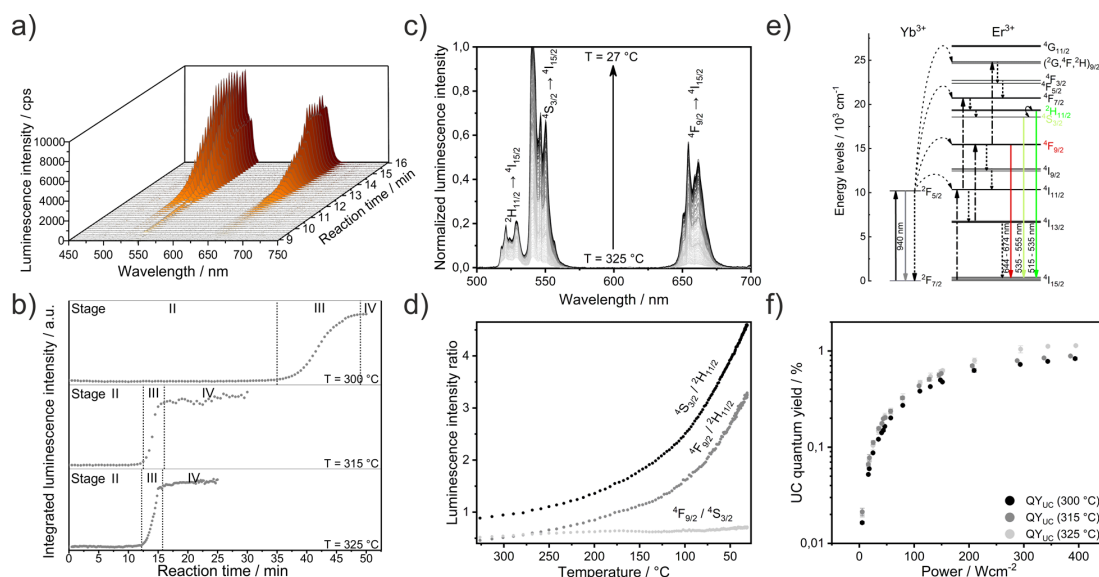 a)
Luminescence intensity / cps
10000
8000
6000
4000
2000
0
450 500 550 600 650 700 750
Wavelength / nm
9 10 11 12 13 14 15 16
Reaction time / min
b)
Integrated luminescence intensity / a.u.
Stage II III IV
T = 300 °C
Stage II III IV
T = 315 °C
Stage II III IV
T = 325 °C
0 5 10 15 20 25 30 35 40 45 50
Reaction time / min
c)
Normalized luminescence intensity
1,0
0,8
0,6
0,4
0,2
0,0
T = 27 °C
T = 325 °C
²H₁₁/₂ → ⁴I₁₅/₂
⁴S₃/₂ → ⁴I₁₅/₂
⁴F₉/₂ → ⁴I₁₅/₂
500 550 600 650 700
Wavelength / nm
d)
Luminescence intensity ratio
4
3
2
1
⁴S₃/₂ / ²H₁₁/₂
⁴F₉/₂ / ²H₁₁/₂
⁴F₉/₂ / ⁴S₃/₂
300 250 200 150 100 50
Temperature / °C
e)
Yb³⁺ Er³⁺
Energy levels / 10³ cm⁻¹
25
20
15
10
5
0
²F₅/₂
²F₇/₂
940 nm
⁴G₁₁/₂
(²G,⁴F,²H)₉/₂
⁴F₃/₂
⁴F₅/₂
⁴F₇/₂
²H₁₁/₂
⁴S₃/₂
⁴F₉/₂
⁴I₉/₂
⁴I₁₁/₂
⁴I₁₃/₂
⁴I₁₅/₂
644 - 674 nm
535 - 555 nm
515 - 535 nm
f)
UC quantum yield / %
1
0,1
0,01
QY_UC (300 °C)
QY_UC (315 °C)
QY_UC (325 °C)
0 100 200 300 400
Power / Wcm⁻²